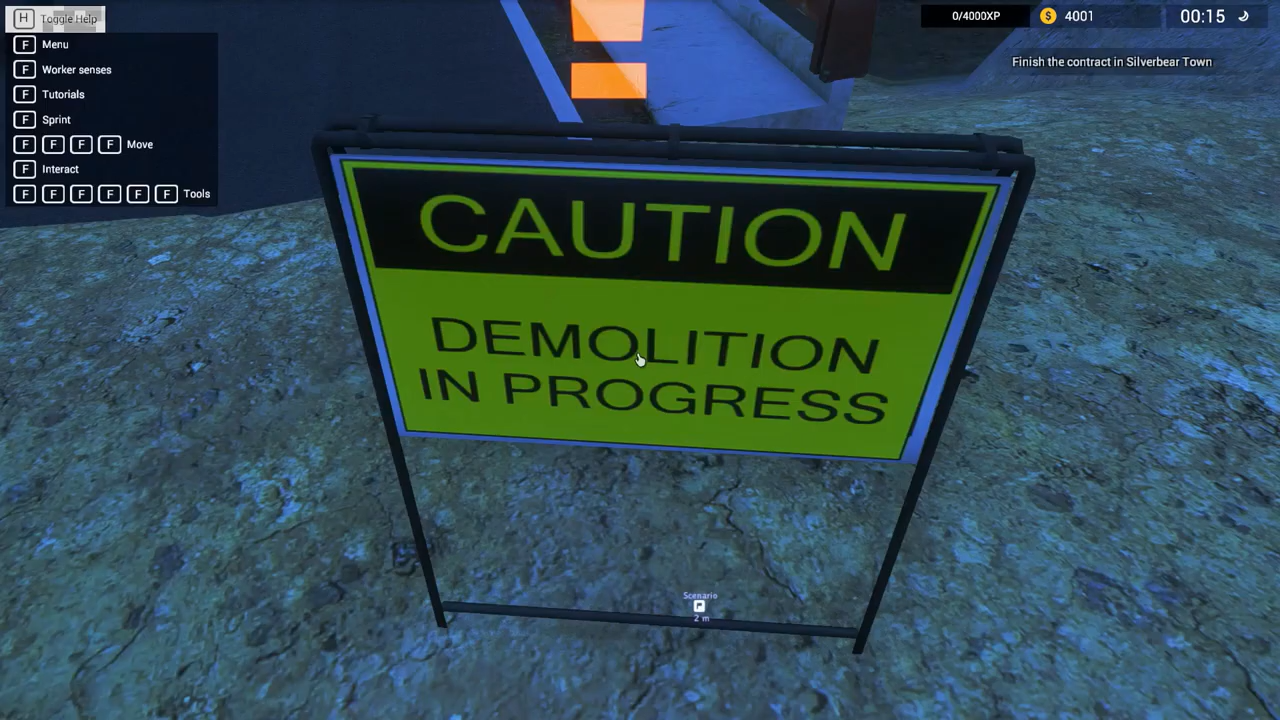 H Toggle Help
F Menu
F Worker senses
F Tutorials
F Sprint
F F F F Move
F Interact
F F F F F F Tools
0/4000XP
$ 4001
00:15
Finish the contract in Silverbear Town
CAUTION
DEMOLITION
IN PROGRESS
Scenario
2 m